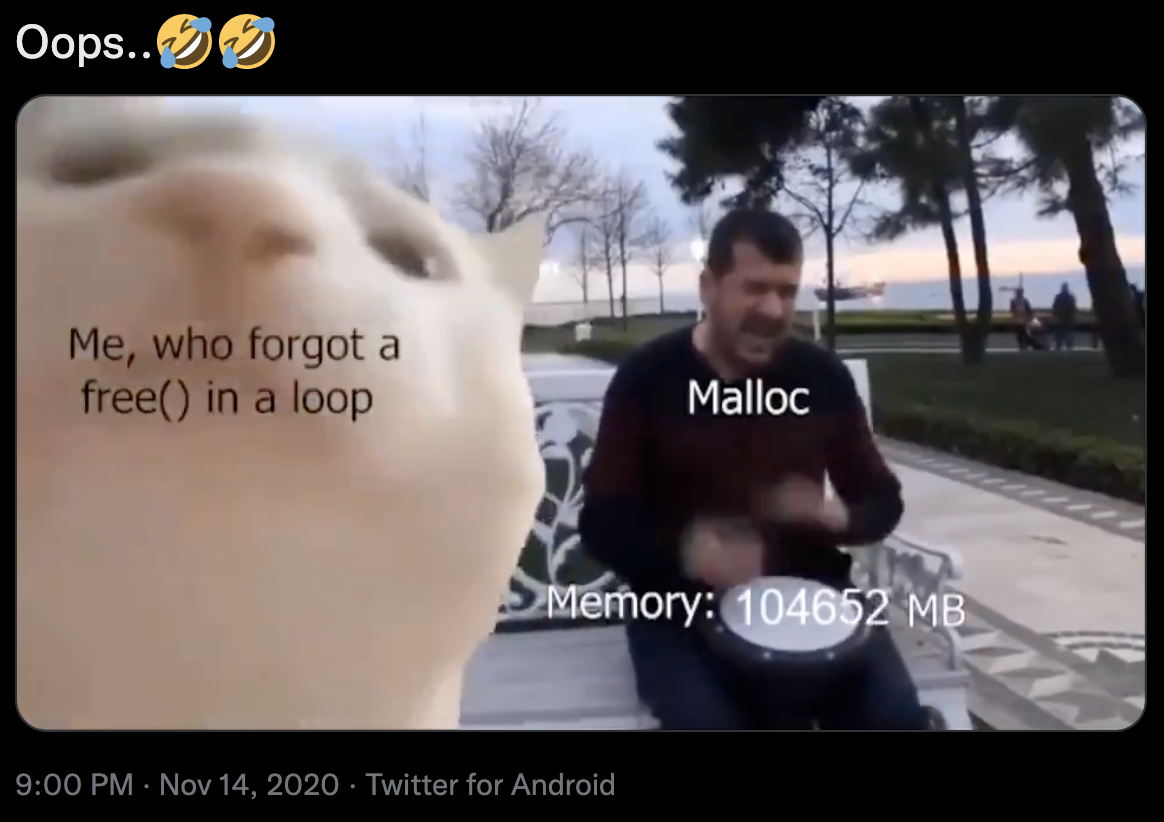 Oops..🤣🤣
Me, who forgot a
free() in a loop
Malloc
Memory: 104652 MB
9:00 PM · Nov 14, 2020 · Twitter for Android